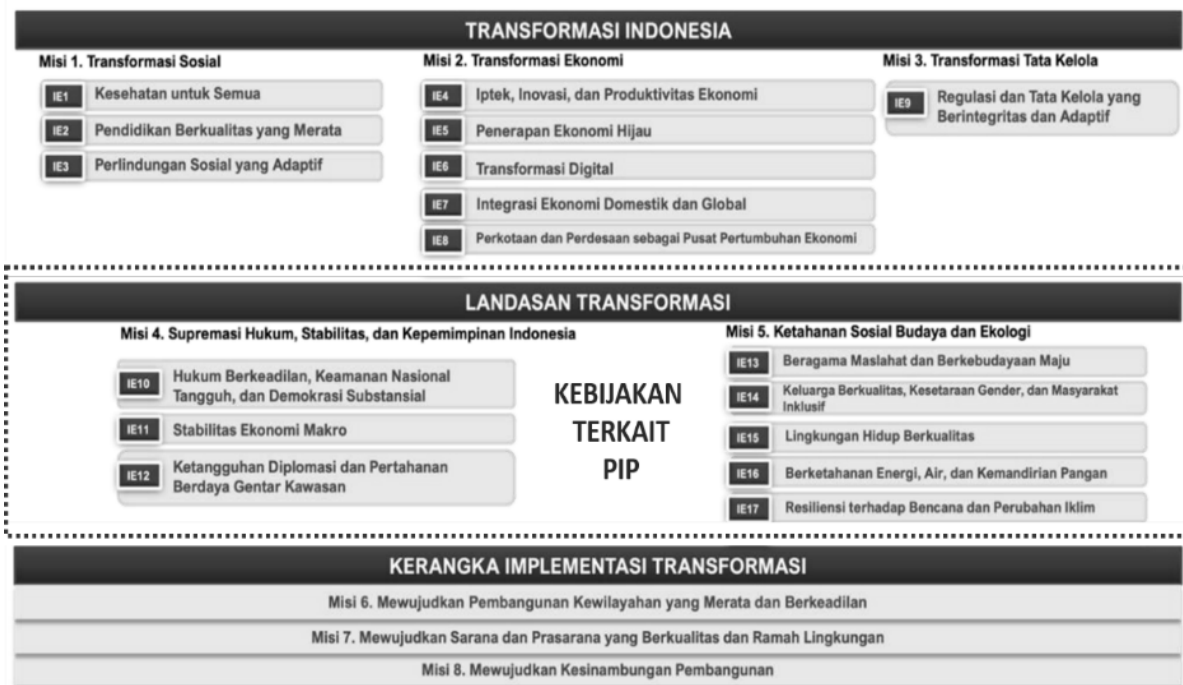 TRANSFORMASI INDONESIA
Misi 1. Transformasi Sosial
IE1 Kesehatan untuk Semua
IE2 Pendidikan Berkualitas yang Merata
IE3 Perlindungan Sosial yang Adaptif
Misi 2. Transformasi Ekonomi
IE4 Iptek, Inovasi, dan Produktivitas Ekonomi
IE5 Penerapan Ekonomi Hijau
IE6 Transformasi Digital
IE7 Integrasi Ekonomi Domestik dan Global
IE8 Perkotaan dan Perdesaan sebagai Pusat Pertumbuhan Ekonomi
Misi 3. Transformasi Tata Kelola
IE9 Regulasi dan Tata Kelola yang
Berintegritas dan Adaptif
LANDASAN TRANSFORMASI
Misi 4. Supremasi Hukum, Stabilitas, dan Kepemimpinan Indonesia
IE10 Hukum Berkeadilan, Keamanan Nasional
Tangguh, dan Demokrasi Substansial
IE11 Stabilitas Ekonomi Makro
IE12 Ketangguhan Diplomasi dan Pertahanan
Berdaya Gentar Kawasan
KEBIJAKAN
TERKAIT
PIP
Misi 5. Ketahanan Sosial Budaya dan Ekologi
IE13 Beragama Maslahat dan Berkebudayaan Maju
IE14 Keluarga Berkualitas, Kesetaraan Gender, dan Masyarakat
Inklusif
IE15 Lingkungan Hidup Berkualitas
IE16 Berketahanan Energi, Air, dan Kemandirian Pangan
IE17 Resiliensi terhadap Bencana dan Perubahan Iklim
KERANGKA IMPLEMENTASI TRANSFORMASI
Misi 6. Mewujudkan Pembangunan Kewilayahan yang Merata dan Berkeadilan
Misi 7. Mewujudkan Sarana dan Prasarana yang Berkualitas dan Ramah Lingkungan
Misi 8. Mewujudkan Kesinambungan Pembangunan